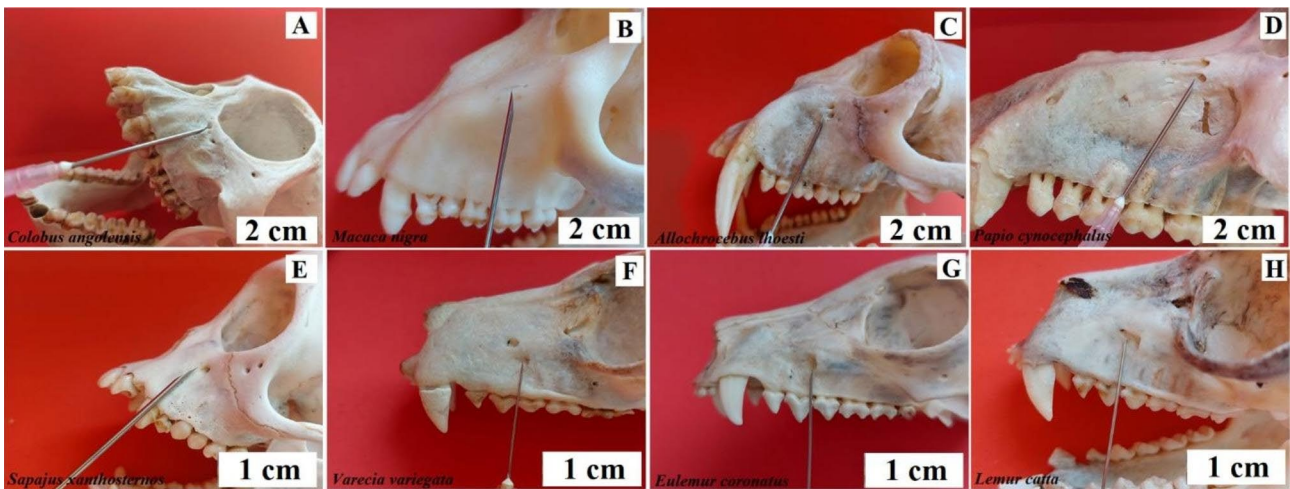 A
2 cm
Colobus angolensis
B
2 cm
Macaca nigra
C
2 cm
Allochrocebus lhoesti
D
2 cm
Papio cynocephalus
E
1 cm
Sapajus xanthosternos
F
1 cm
Varecia variegata
G
1 cm
Eulemur coronatus
H
1 cm
Lemur catta